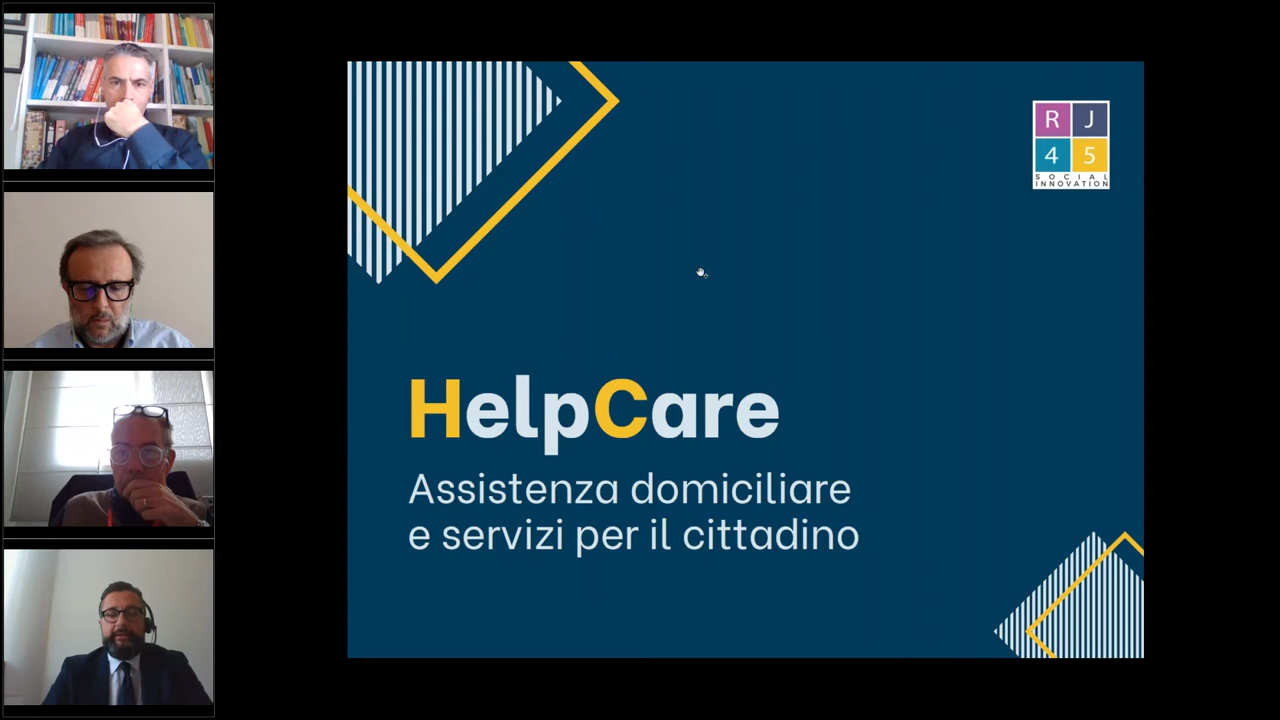 R J
4 5
SOCIAL
INNOVATION
HelpCare
Assistenza domiciliare
e servizi per il cittadino